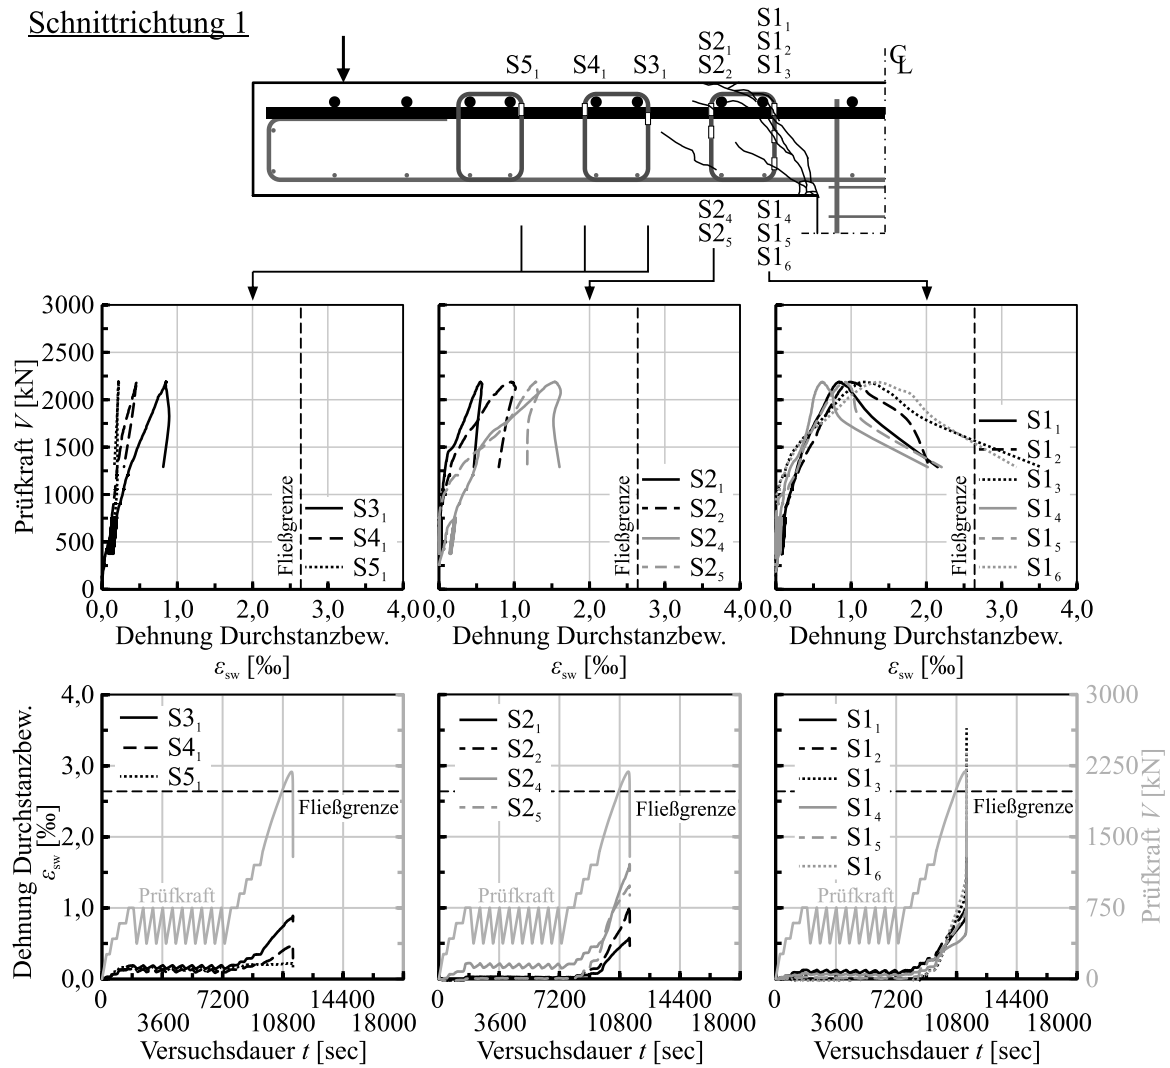 Schnittrichtung 1
S1₁
S2₁ S1₂
S5₁ S4₁ S3₁ S2₂ S1₃ ℄
S2₄ S1₄
S2₅ S1₅
S1₆
Prüfkraft V [kN]
3000
2500
2000
1500
1000
500
0
Fließgrenze
S3₁
S4₁
S5₁
0,0 1,0 2,0 3,0 4,0
Dehnung Durchstanzbew.
εsw [‰]
Fließgrenze
S2₁
S2₂
S2₄
S2₅
0,0 1,0 2,0 3,0 4,0
Dehnung Durchstanzbew.
εsw [‰]
Fließgrenze
S1₁
S1₂
S1₃
S1₄
S1₅
S1₆
0,0 1,0 2,0 3,0 4,0
Dehnung Durchstanzbew.
εsw [‰]
Dehnung Durchstanzbew.
εsw [‰]
4,0
3,0
2,0
1,0
0,0
S3₁
S4₁
S5₁
Fließgrenze
Prüfkraft
0 7200 14400
3600 10800 18000
Versuchsdauer t [sec]
S2₁
S2₂
S2₄
S2₅
Fließgrenze
Prüfkraft
0 7200 14400
3600 10800 18000
Versuchsdauer t [sec]
S1₁
S1₂
S1₃
S1₄
S1₅
S1₆
Fließgrenze
Prüfkraft
0 7200 14400
3600 10800 18000
Versuchsdauer t [sec]
3000
2250
1500
750
0
Prüfkraft V [kN]